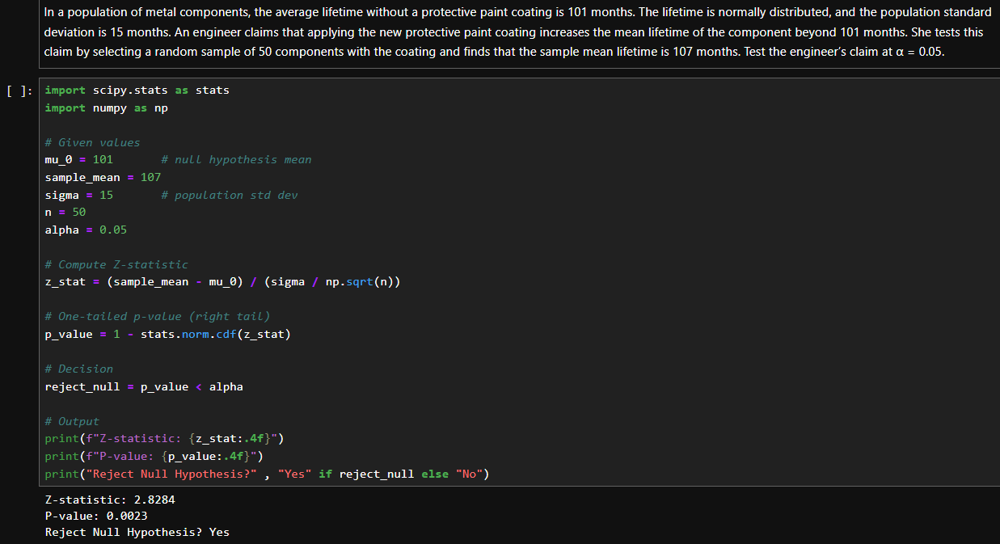 In a population of metal components, the average lifetime without a protective paint coating is 101 months. The lifetime is normally distributed, and the population standard
deviation is 15 months. An engineer claims that applying the new protective paint coating increases the mean lifetime of the component beyond 101 months. She tests this
claim by selecting a random sample of 50 components with the coating and finds that the sample mean lifetime is 107 months. Test the engineer’s claim at α = 0.05.
[ ]: import scipy.stats as stats
import numpy as np
# Given values
mu_0 = 101       # null hypothesis mean
sample_mean = 107
sigma = 15       # population std dev
n = 50
alpha = 0.05
# Compute Z-statistic
z_stat = (sample_mean - mu_0) / (sigma / np.sqrt(n))
# One-tailed p-value (right tail)
p_value = 1 - stats.norm.cdf(z_stat)
# Decision
reject_null = p_value < alpha
# Output
print(f"Z-statistic: {z_stat:.4f}")
print(f"P-value: {p_value:.4f}")
print("Reject Null Hypothesis?" , "Yes" if reject_null else "No")
Z-statistic: 2.8284
P-value: 0.0023
Reject Null Hypothesis? Yes